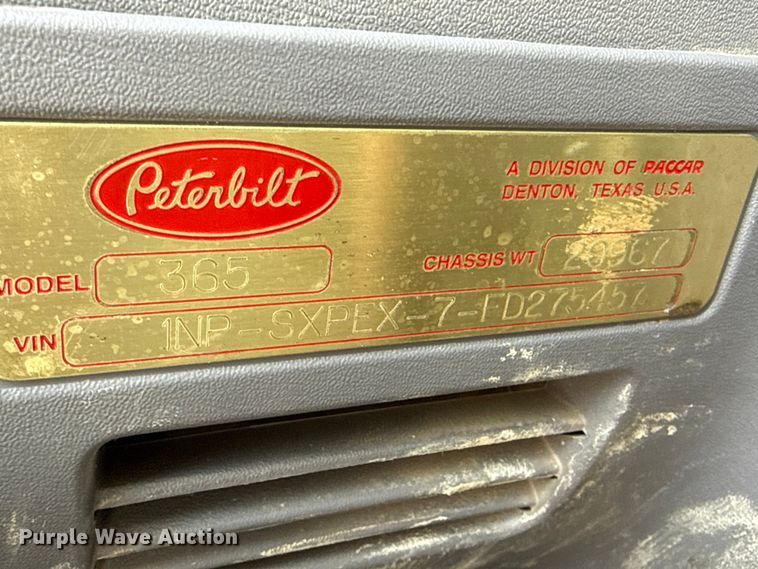 Peterbilt
A DIVISION OF PACCAR
DENTON, TEXAS U.S.A.
MODEL 365
CHASSIS WT 20967
VIN 1NP-SXPEX-7-FD275457
Purple Wave Auction